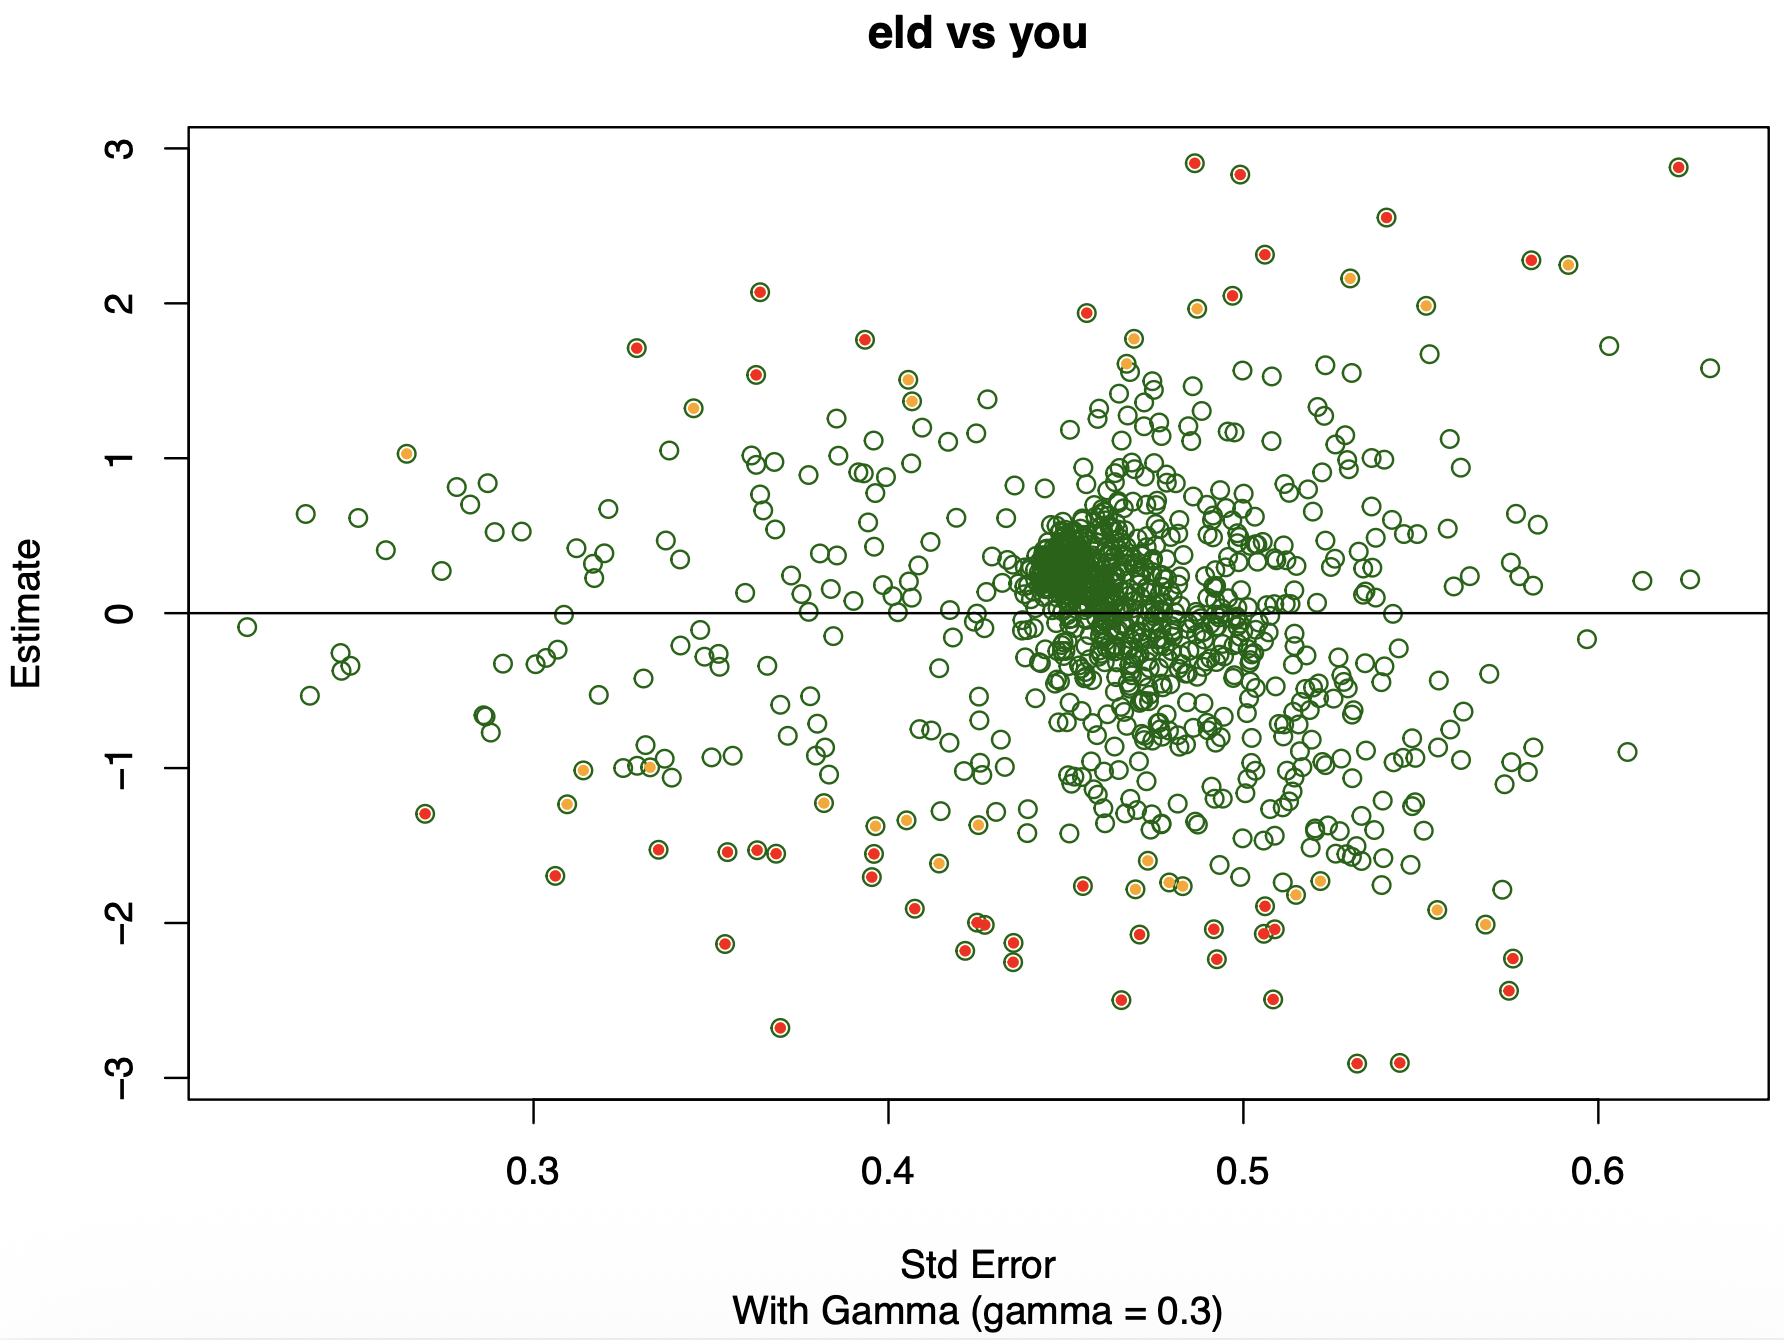 eld vs you
3
2
1
0
−1
−2
−3
Estimate
0.3 0.4 0.5 0.6
Std Error
With Gamma (gamma = 0.3)